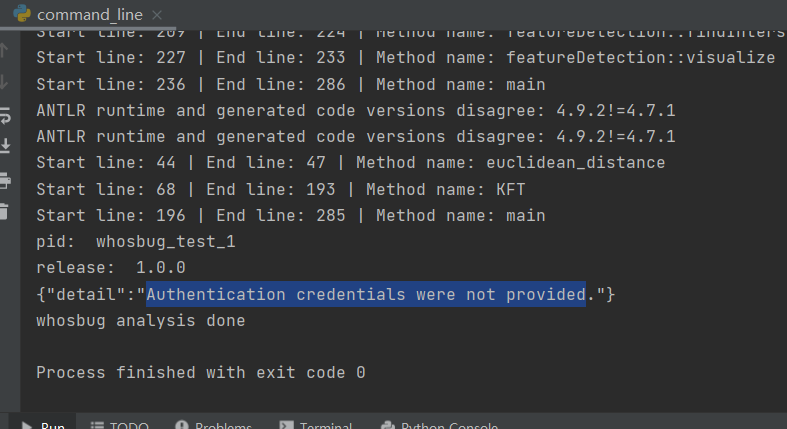 command_line
Start line: 209 | End line: 224 | Method name: featureDetection::findInters
Start line: 227 | End line: 233 | Method name: featureDetection::visualize
Start line: 236 | End line: 286 | Method name: main
ANTLR runtime and generated code versions disagree: 4.9.2!=4.7.1
ANTLR runtime and generated code versions disagree: 4.9.2!=4.7.1
Start line: 44 | End line: 47 | Method name: euclidean_distance
Start line: 68 | End line: 193 | Method name: KFT
Start line: 196 | End line: 285 | Method name: main
pid:  whosbug_test_1
release:  1.0.0
{"detail":"Authentication credentials were not provided."}
whosbug analysis done
Process finished with exit code 0
Run TODO Problems Terminal Python Console